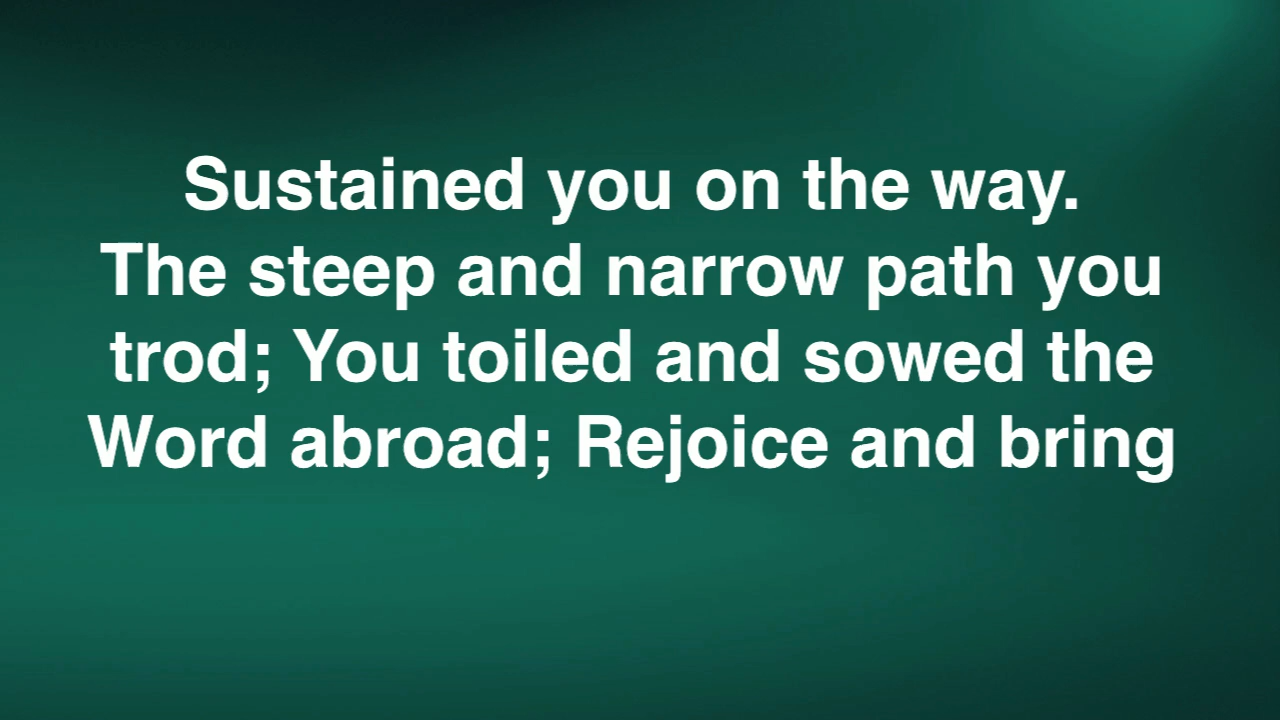 Sustained you on the way.
The steep and narrow path you
trod; You toiled and sowed the
Word abroad; Rejoice and bring